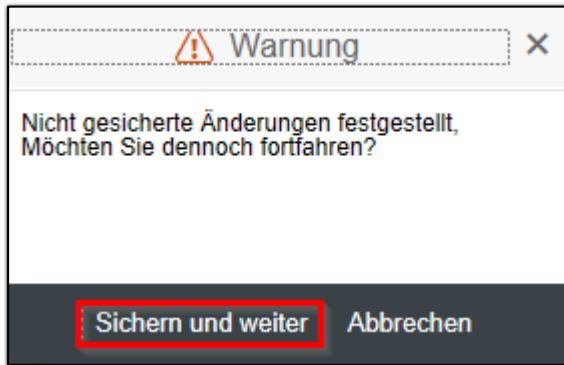 Warnung
Nicht gesicherte Änderungen festgestellt,
Möchten Sie dennoch fortfahren?
Sichern und weiter Abbrechen